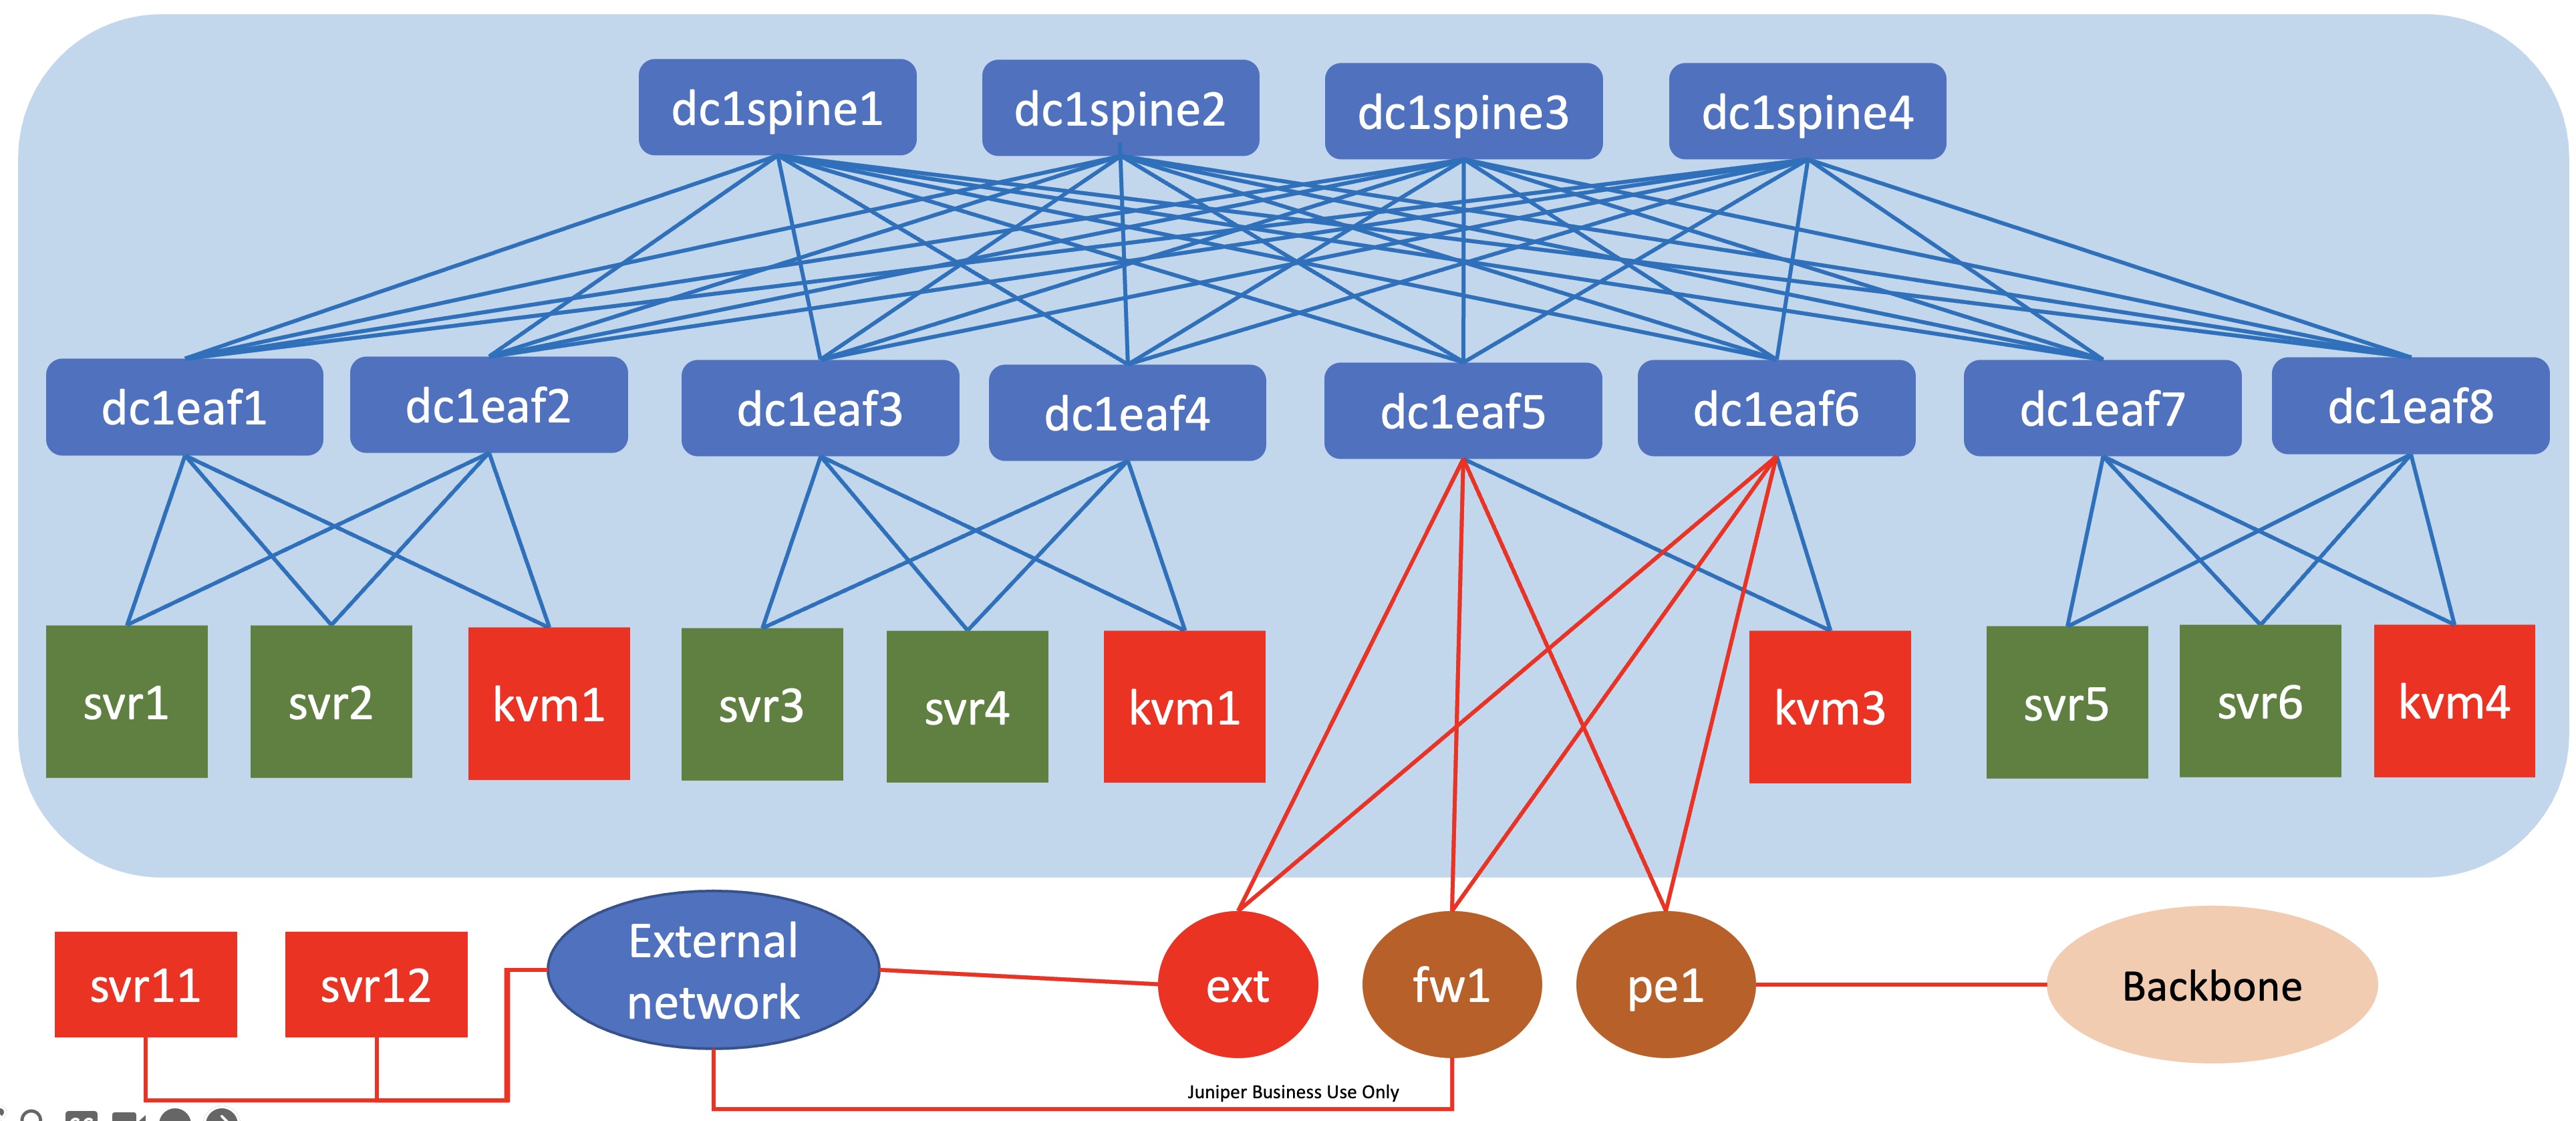 dc1spine1
dc1spine2
dc1spine3
dc1spine4
dc1eaf1
dc1eaf2
dc1eaf3
dc1eaf4
dc1eaf5
dc1eaf6
dc1eaf7
dc1eaf8
svr1
svr2
kvm1
svr3
svr4
kvm1
kvm3
svr5
svr6
kvm4
svr11
svr12
External
network
ext
fw1
pe1
Backbone
Juniper Business Use Only